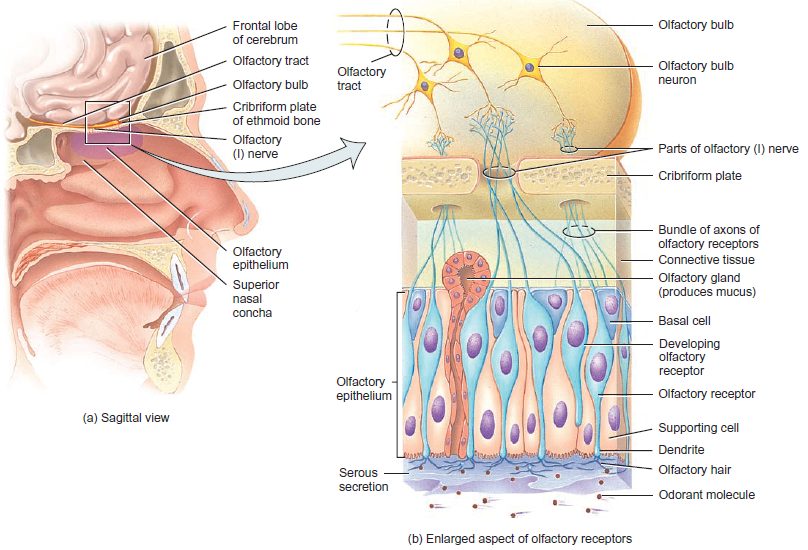 Frontal lobe
of cerebrum
Olfactory tract
Olfactory bulb
Cribriform plate
of ethmoid bone
Olfactory
(I) nerve
Olfactory
epithelium
Superior
nasal
concha
(a) Sagittal view
Olfactory
tract
Olfactory bulb
Olfactory bulb
neuron
Parts of olfactory (I) nerve
Cribriform plate
Bundle of axons of
olfactory receptors
Connective tissue
Olfactory gland
(produces mucus)
Basal cell
Developing
olfactory
receptor
Olfactory receptor
Supporting cell
Dendrite
Olfactory hair
Odorant molecule
Olfactory
epithelium
Serous
secretion
(b) Enlarged aspect of olfactory receptors